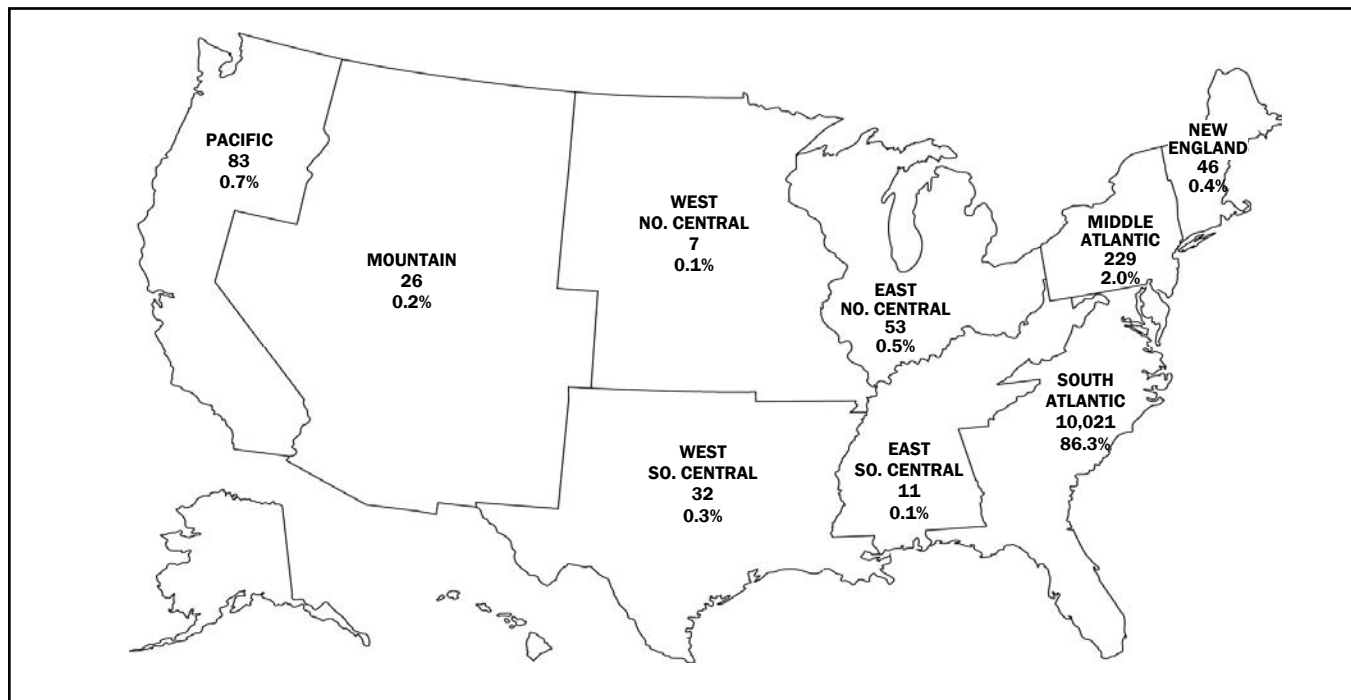 PACIFIC
83
0.7%
MOUNTAIN
26
0.2%
WEST
NO. CENTRAL
7
0.1%
EAST
NO. CENTRAL
53
0.5%
NEW
ENGLAND
46
0.4%
MIDDLE
ATLANTIC
229
2.0%
SOUTH
ATLANTIC
10,021
86.3%
WEST
SO. CENTRAL
32
0.3%
EAST
SO. CENTRAL
11
0.1%